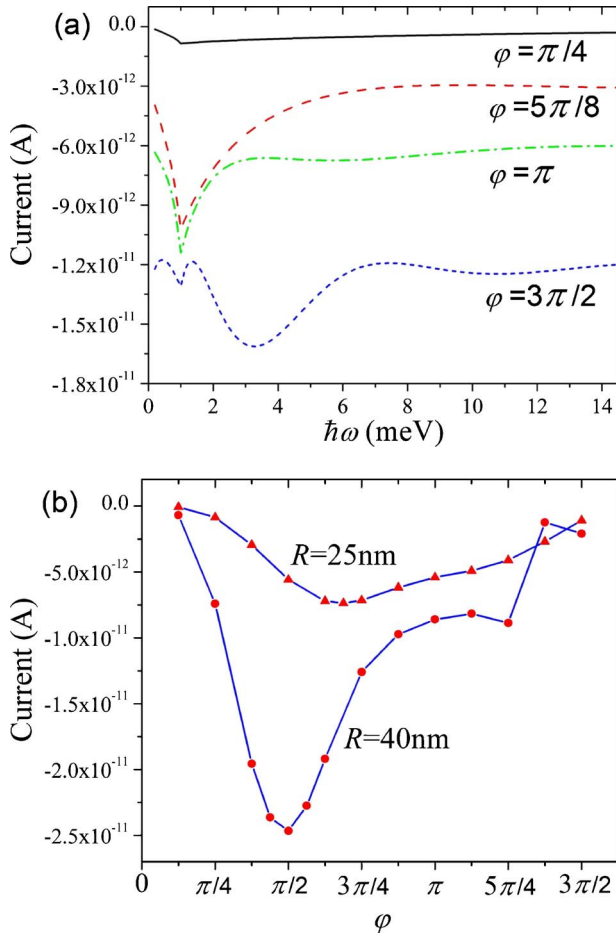 (a)
0.0
-3.0x10⁻¹²
-6.0x10⁻¹²
-9.0x10⁻¹²
-1.2x10⁻¹¹
-1.5x10⁻¹¹
-1.8x10⁻¹¹
Current (A)
φ=π/4
φ=5π/8
φ=π
φ=3π/2
0 2 4 6 8 10 12 14
ħω (meV)
(b)
0.0
-5.0x10⁻¹²
-1.0x10⁻¹¹
-1.5x10⁻¹¹
-2.0x10⁻¹¹
-2.5x10⁻¹¹
Current (A)
R=25nm
R=40nm
0 π/4 π/2 3π/4 π 5π/4 3π/2
φ